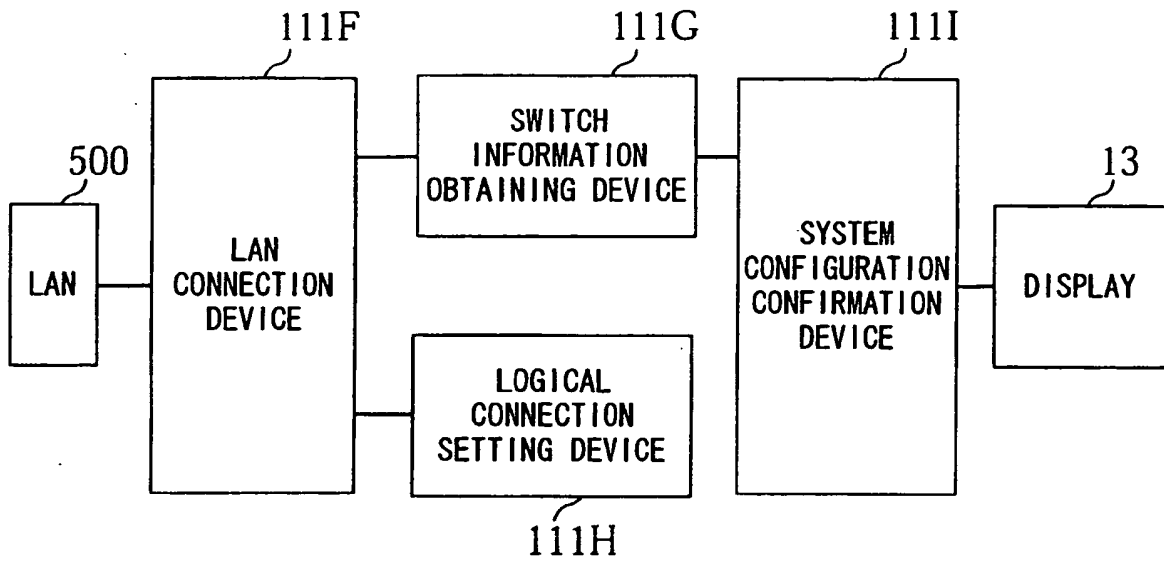 111F
111G
111I
500
13
LAN
LAN
CONNECTION
DEVICE
SWITCH
INFORMATION
OBTAINING DEVICE
LOGICAL
CONNECTION
SETTING DEVICE
111H
SYSTEM
CONFIGURATION
CONFIRMATION
DEVICE
DISPLAY